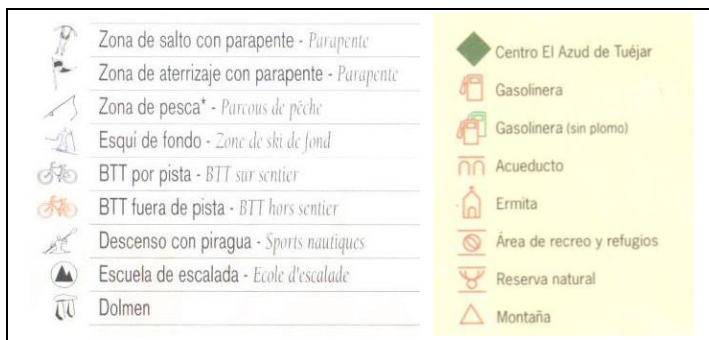 Zona de salto con parapente - Parapente
Zona de aterrizaje con parapente - Parapente
Zona de pesca* - Parcous de pêche
Esquí de fondo - Zone de ski de fond
BTT por pista - BTT sur sentier
BTT fuera de pista - BTT hors sentier
Descenso con piragua - Sports nautiques
Escuela de escalada - Ecole d'escalade
Dolmen
Centro El Azud de Tuéjar
Gasolinera
Gasolinera (sin plomo)
Acueducto
Ermita
Área de recreo y refugios
Reserva natural
Montaña